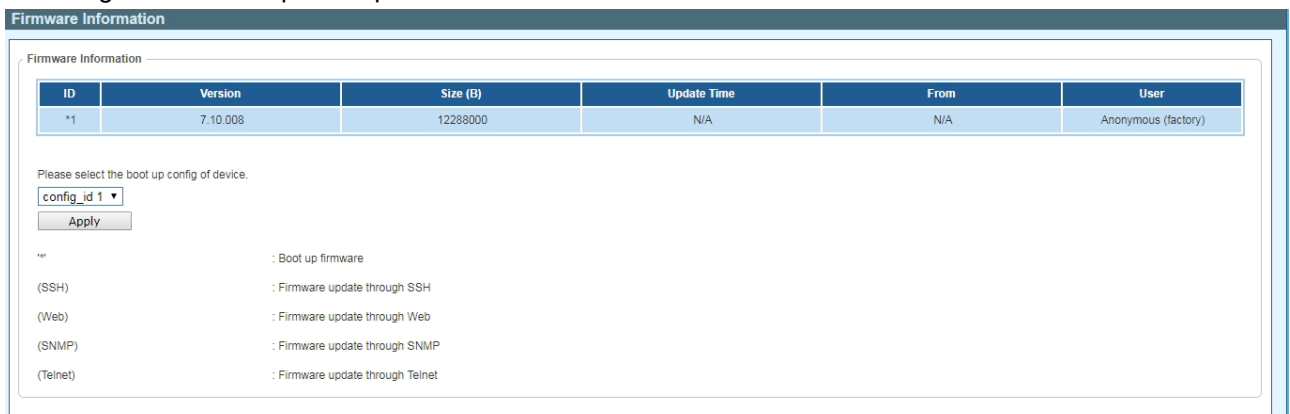 Firmware Information
Firmware Information
ID Version Size (B) Update Time From User
*1 7.10.008 12288000 N/A N/A Anonymous (factory)
Please select the boot up config of device.
config_id 1 ▼
Apply
'*' : Boot up firmware
(SSH) : Firmware update through SSH
(Web) : Firmware update through Web
(SNMP) : Firmware update through SNMP
(Telnet) : Firmware update through Telnet